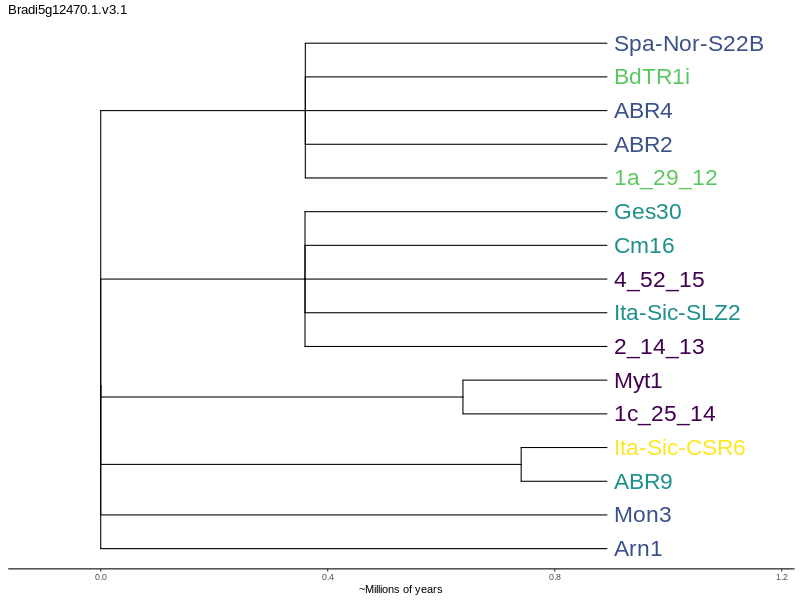 Bradi5g12470.1.v3.1
Spa-Nor-S22B
BdTR1i
ABR4
ABR2
1a_29_12
Ges30
Cm16
4_52_15
Ita-Sic-SLZ2
2_14_13
Myt1
1c_25_14
Ita-Sic-CSR6
ABR9
Mon3
Arn1
0.0 0.4 0.8 1.2
~Millions of years